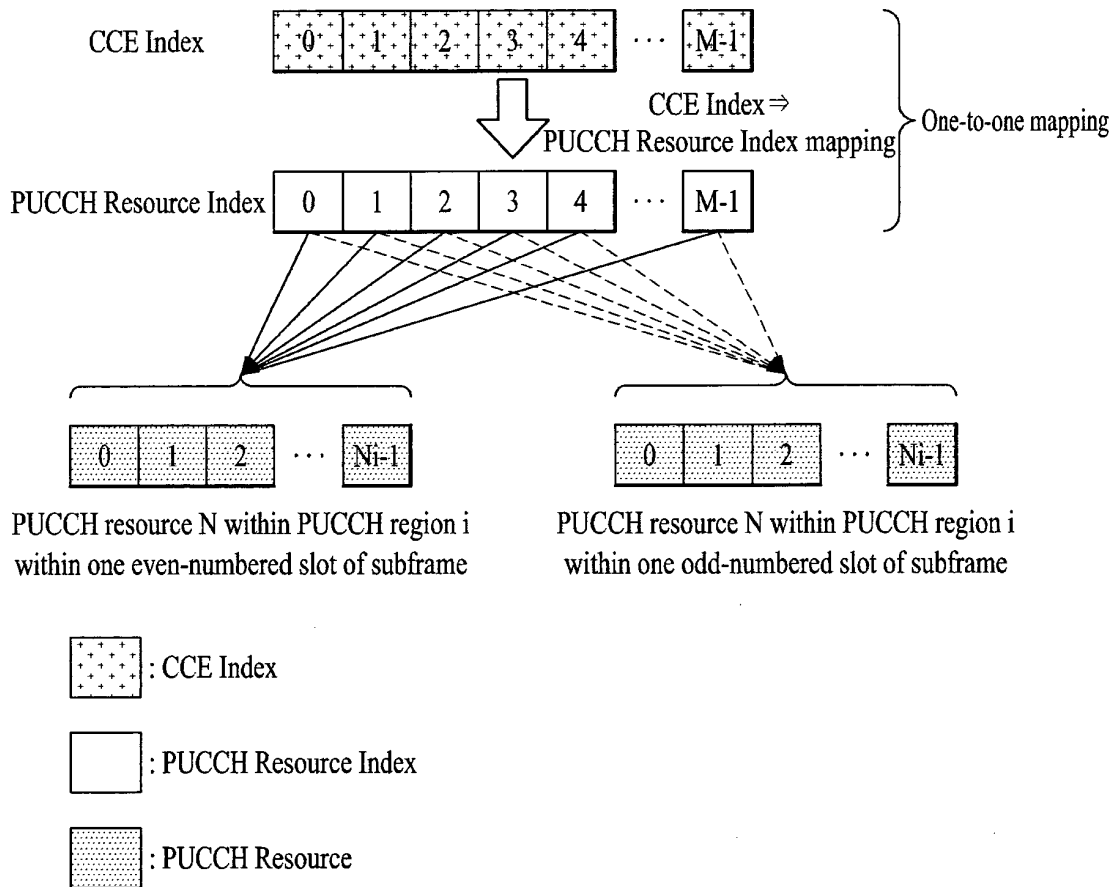 CCE Index 0 1 2 3 4 ··· M-1
CCE Index ⇒
PUCCH Resource Index mapping
One-to-one mapping
PUCCH Resource Index 0 1 2 3 4 ··· M-1
0 1 2 ··· Ni-1
PUCCH resource N within PUCCH region i
within one even-numbered slot of subframe
0 1 2 ··· Ni-1
PUCCH resource N within PUCCH region i
within one odd-numbered slot of subframe
: CCE Index
: PUCCH Resource Index
: PUCCH Resource